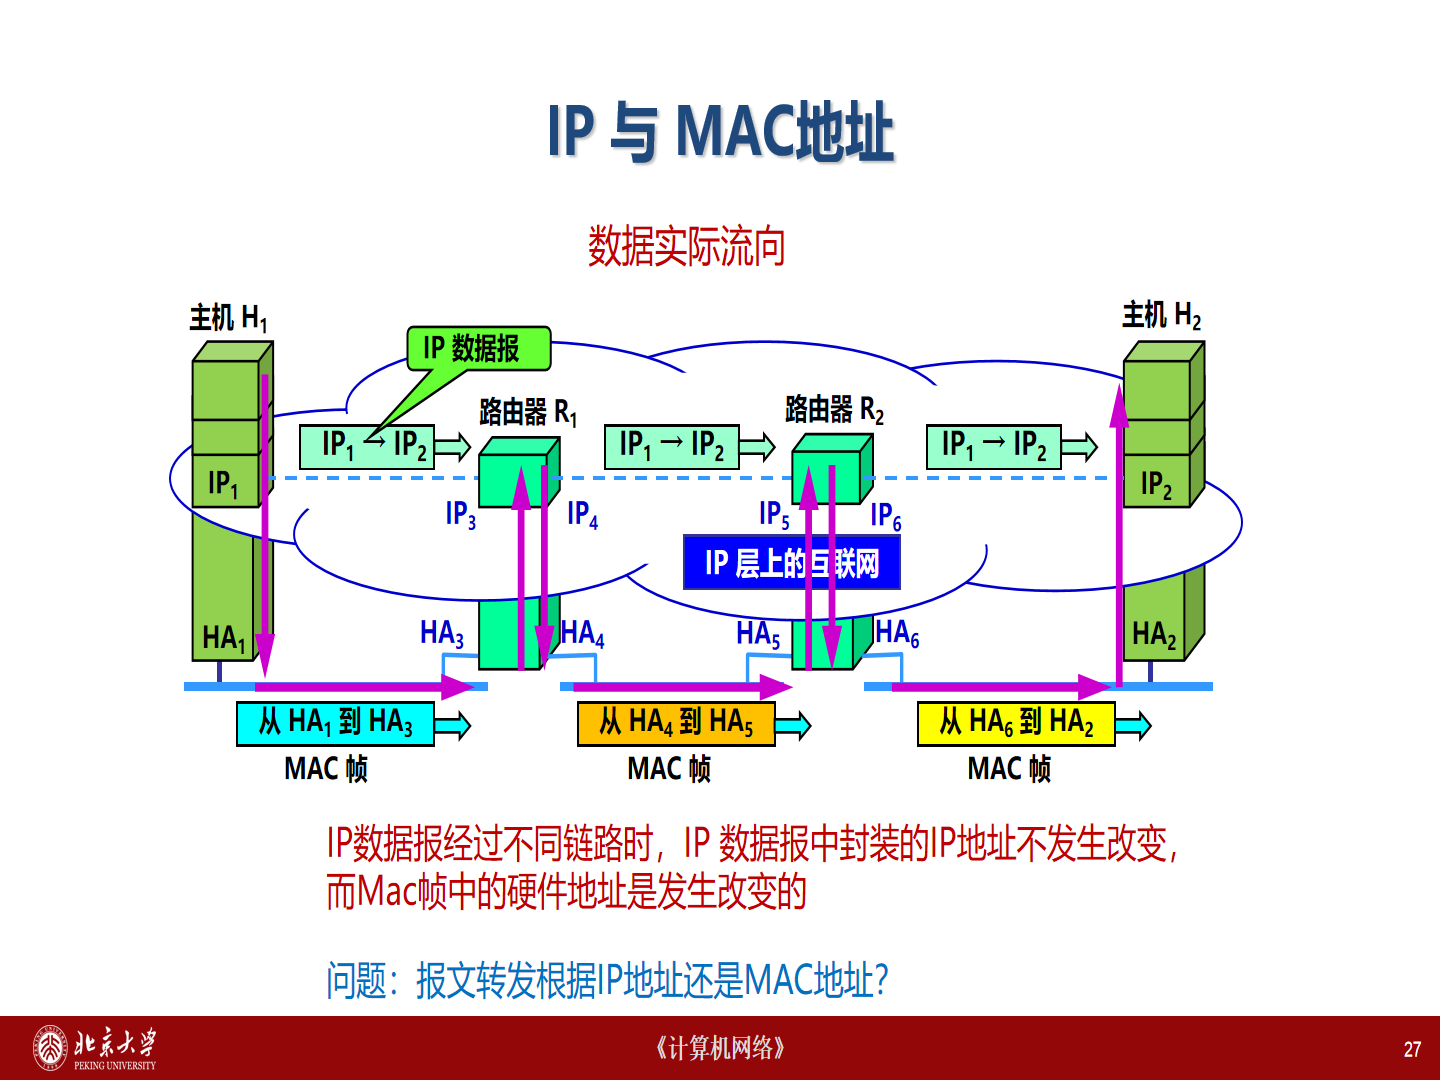 IP 与 MAC地址
数据实际流向
主机 H1
主机 H2
IP 数据报
路由器 R1
路由器 R2
IP1 → IP2
IP1 → IP2
IP1 → IP2
IP1
IP2
IP3
IP4
IP5
IP6
IP 层上的互联网
HA1
HA3
HA4
HA5
HA6
HA2
从 HA1 到 HA3
从 HA4 到 HA5
从 HA6 到 HA2
MAC 帧
MAC 帧
MAC 帧
IP数据报经过不同链路时，IP 数据报中封装的IP地址不发生改变，
而Mac帧中的硬件地址是发生改变的
问题：报文转发根据IP地址还是MAC地址?
北京大学
PEKING UNIVERSITY
《计算机网络》
27